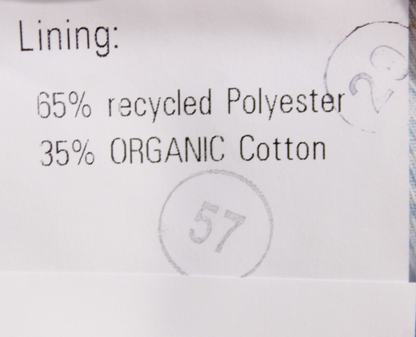 Lining:
65% recycled Polyester
35% ORGANIC Cotton
57